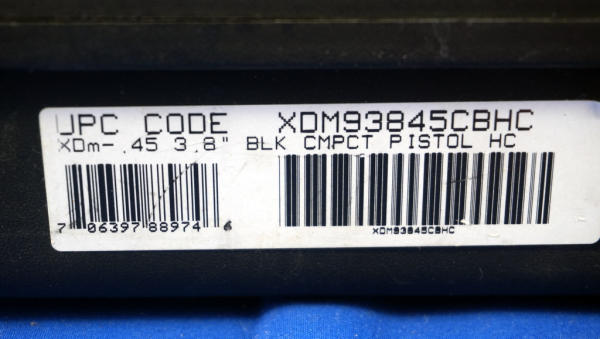 UPC CODE XDM93845CBHC
XDm- .45 3.8" BLK CMPCT PISTOL HC
7 06397 88974 6
XDM93845CBHC